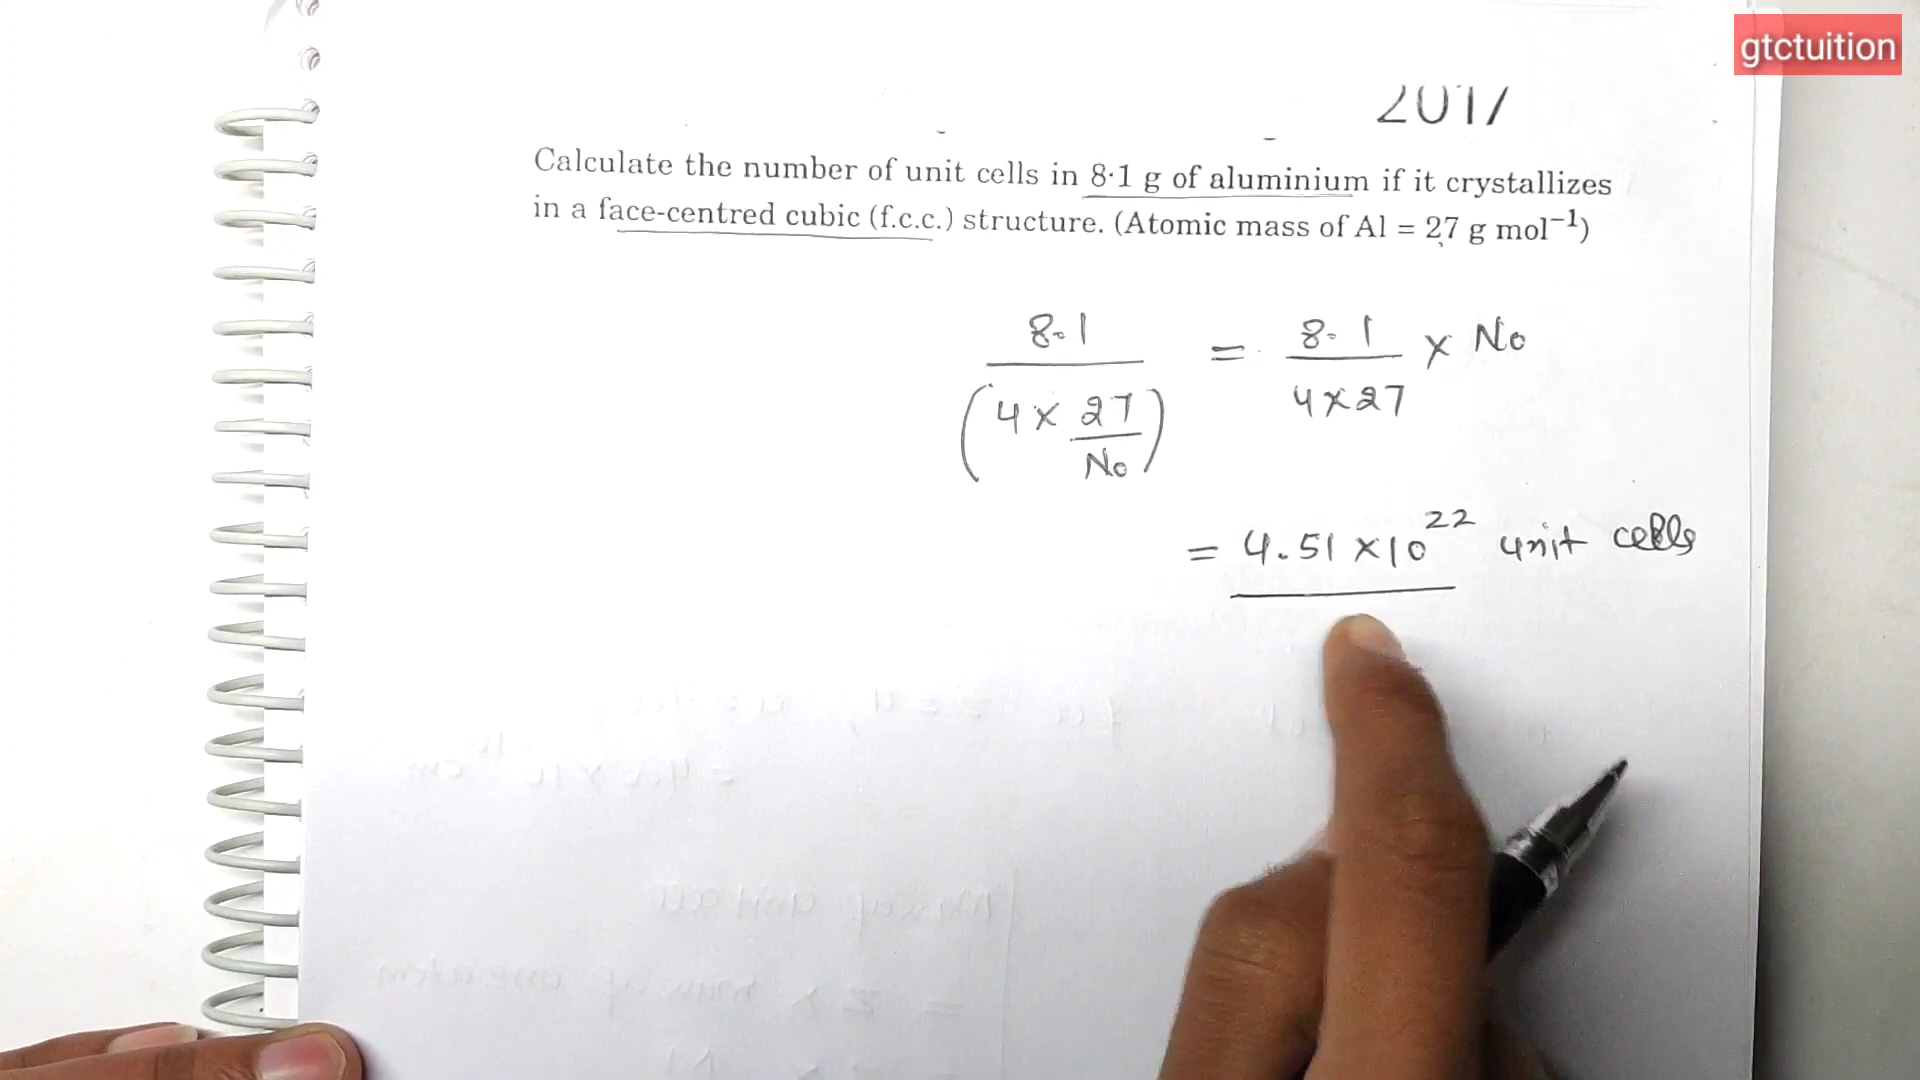 gtctuition
2017
Calculate the number of unit cells in 8·1 g of aluminium if it crystallizes
in a face-centred cubic (f.c.c.) structure. (Atomic mass of Al = 27 g mol⁻¹)
8.1 / (4 × 27/No) = 8.1 / 4×27 × No
= 4.51 × 10²² unit cells